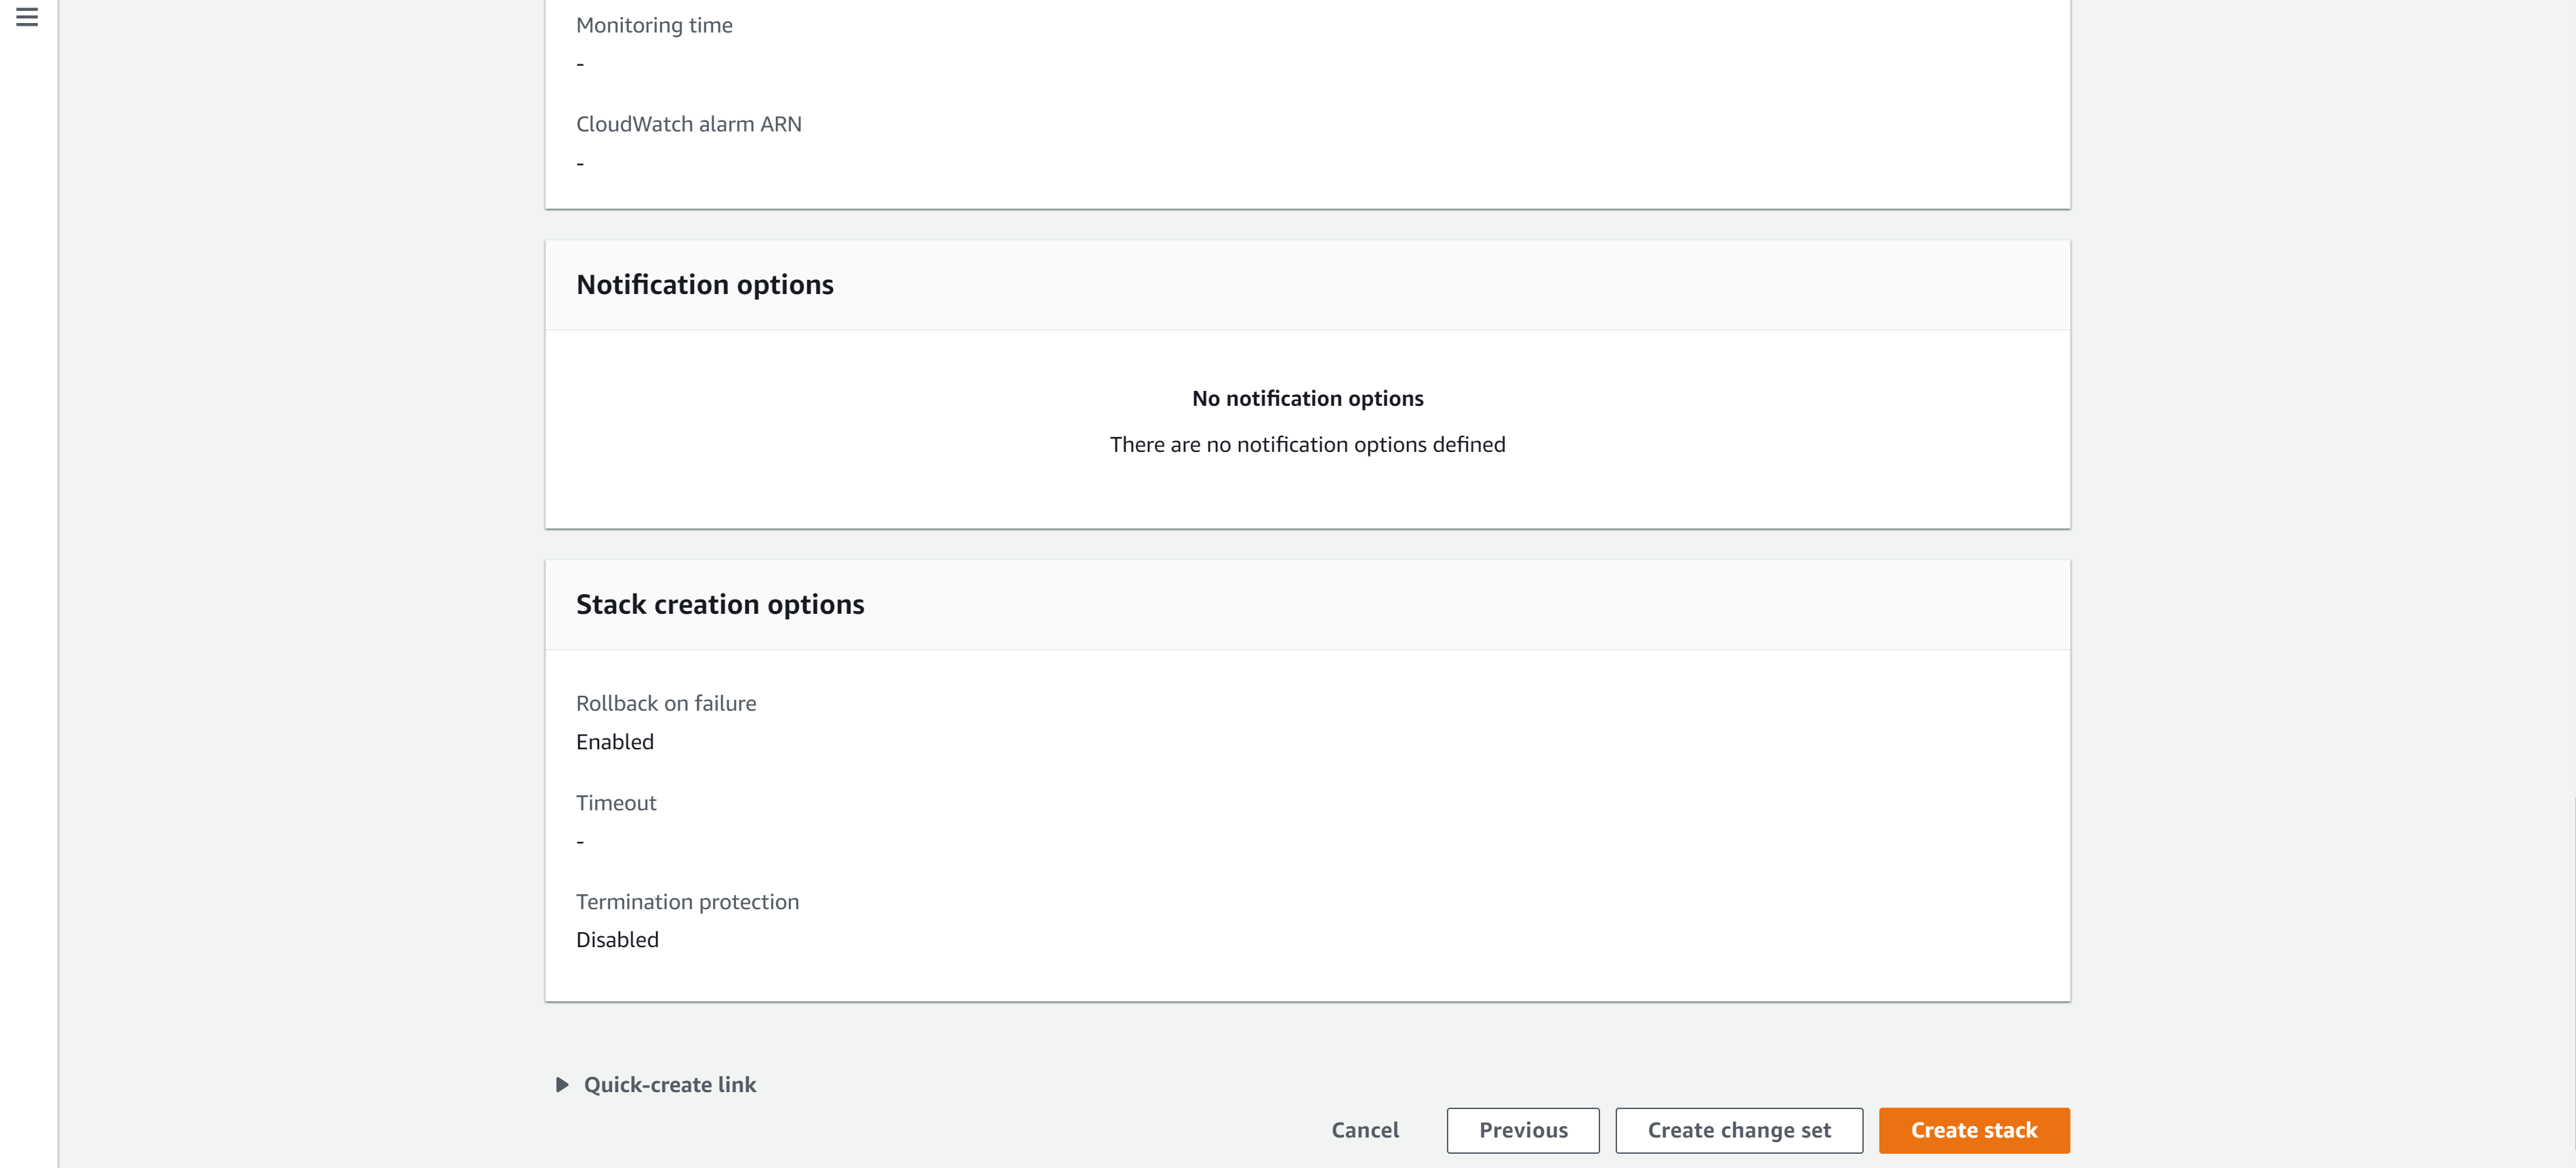 Monitoring time
-
CloudWatch alarm ARN
-
Notification options
No notification options
There are no notification options defined
Stack creation options
Rollback on failure
Enabled
Timeout
-
Termination protection
Disabled
Quick-create link
Cancel
Previous
Create change set
Create stack